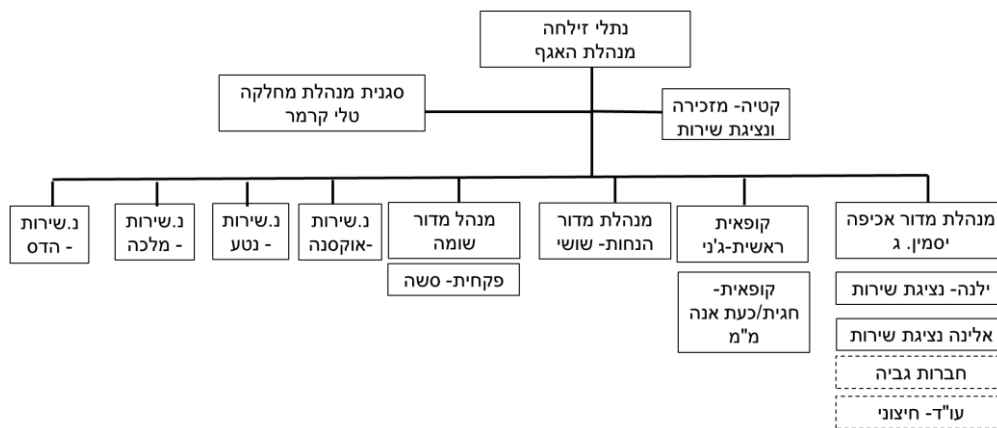 נתלי זילחה
מנהלת האגף
סגנית מנהלת מחלקה
טלי קרמר
קטיה- מזכירה
ונציגת שירות
מנהלת מדור אכיפה
יסמין. ג
ילנה- נציגת שירות
אלינה נציגת שירות
חברות גביה
עו"ד- חיצוני
קופאית
ראשית-ג'ני
קופאית-
חגית/כעת אנה
מ"מ
מנהלת מדור
הנחות- שושי
מנהל מדור
שומה
פקחית- סשה
נ.שירות
-אוקסנה
נ.שירות
- נטע
נ.שירות
- מלכה
נ.שירות
- הדס